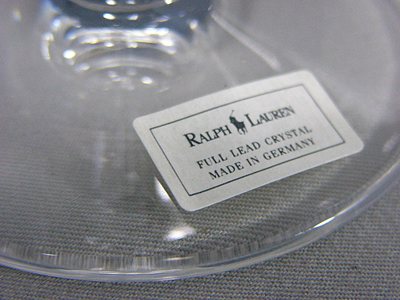 RALPH LAUREN
FULL LEAD CRYSTAL
MADE IN GERMANY